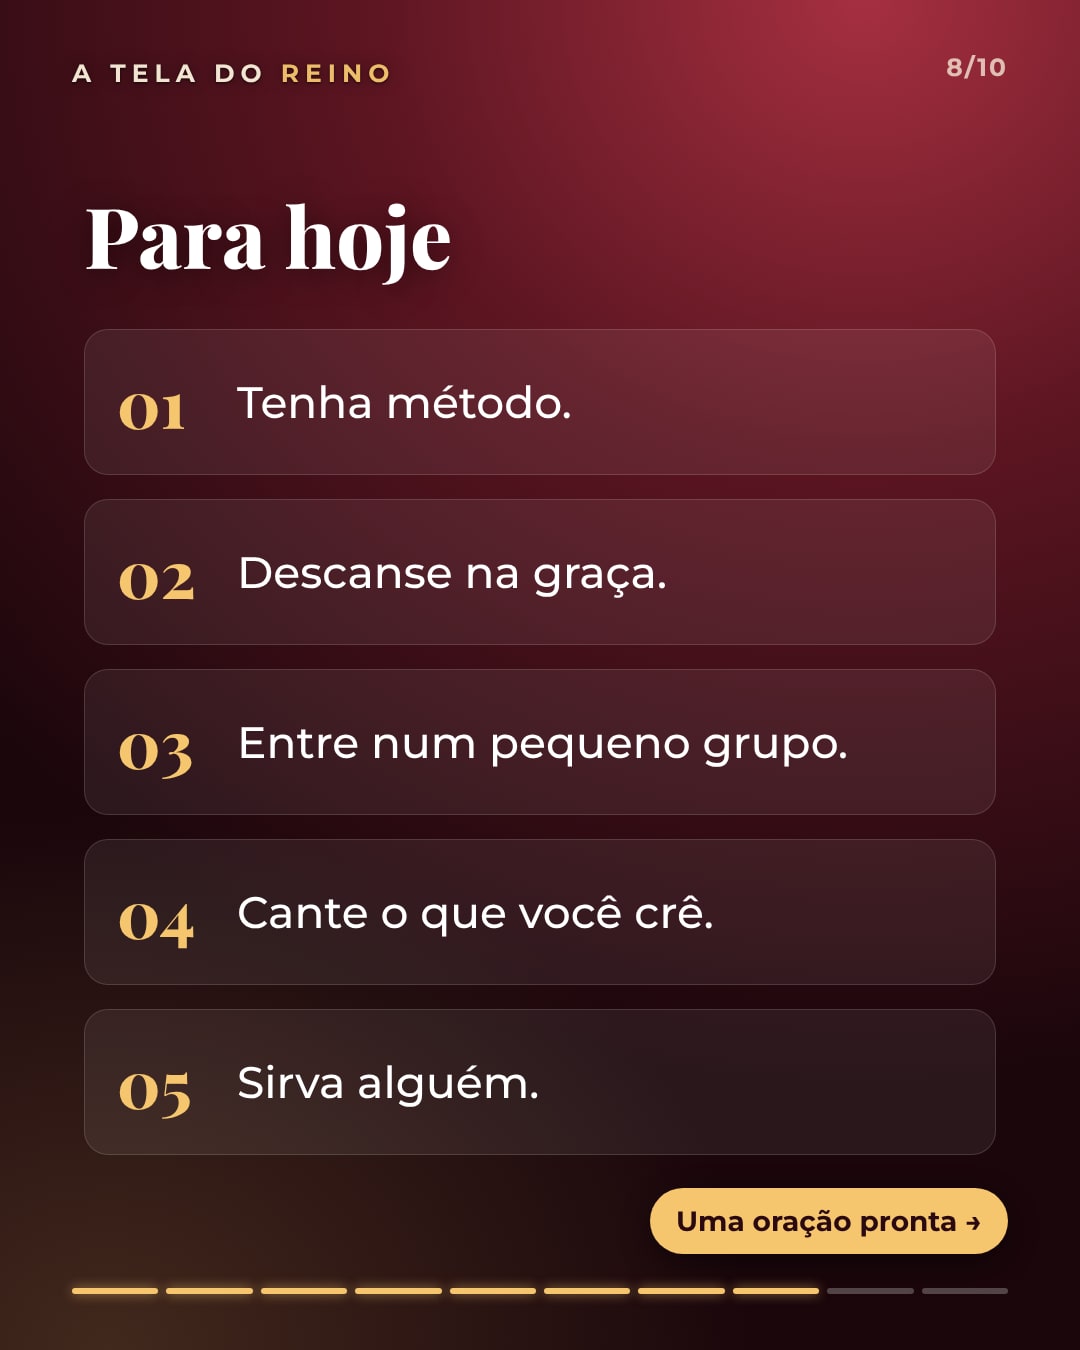 A TELA DO REINO
8/10
Para hoje
01 Tenha método.
02 Descanse na graça.
03 Entre num pequeno grupo.
04 Cante o que você crê.
05 Sirva alguém.
Uma oração pronta →